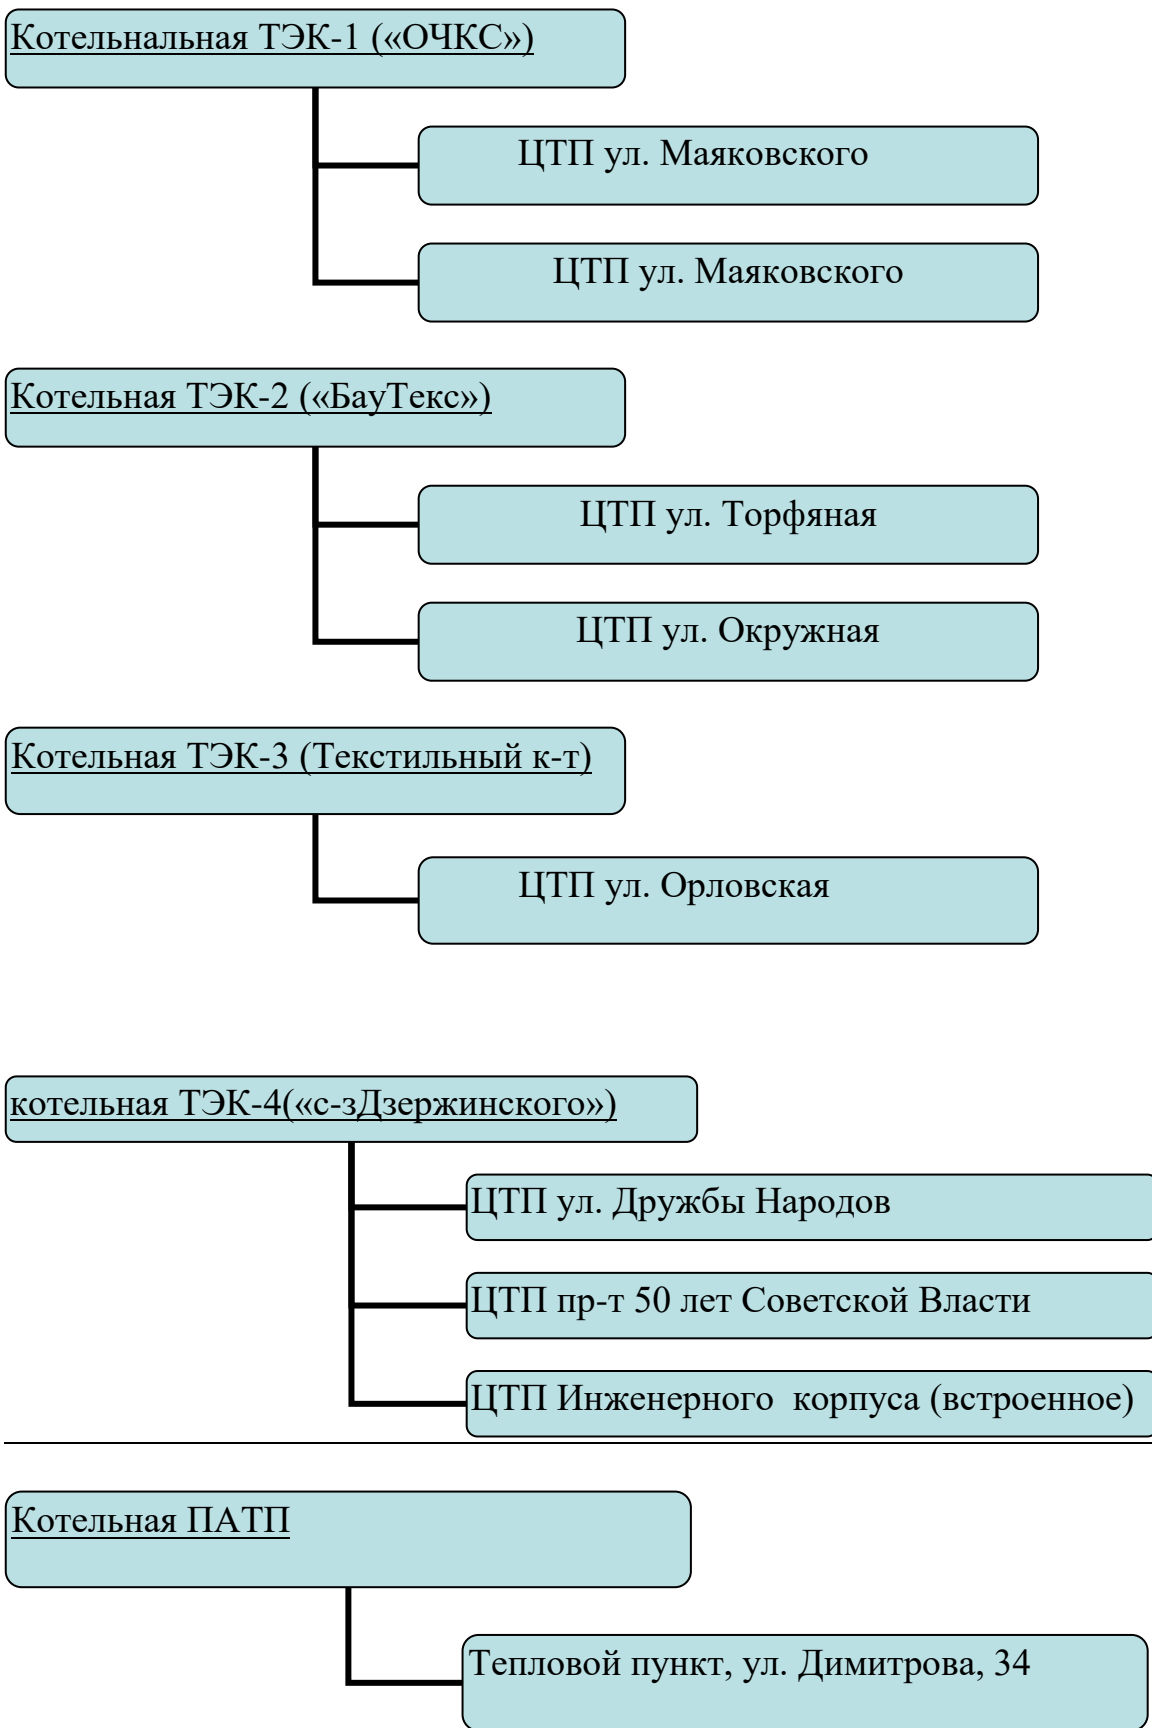 Котельнальная ТЭК-1 («ОЧКС»)
ЦТП ул. Маяковского
ЦТП ул. Маяковского
Котельная ТЭК-2 («БауТекс»)
ЦТП ул. Торфяная
ЦТП ул. Окружная
Котельная ТЭК-3 (Текстильный к-т)
ЦТП ул. Орловская
котельная ТЭК-4(«с-зДзержинского»)
ЦТП ул. Дружбы Народов
ЦТП пр-т 50 лет Советской Власти
ЦТП Инженерного  корпуса (встроенное)
Котельная ПАТП
Тепловой пункт, ул. Димитрова, 34